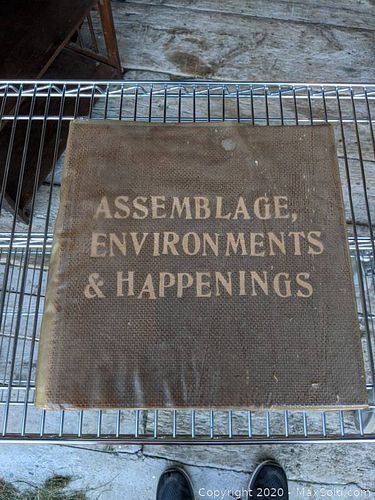 ASSEMBLAGE,
ENVIRONMENTS
& HAPPENINGS
Copyright 2020 - MaxSold.com